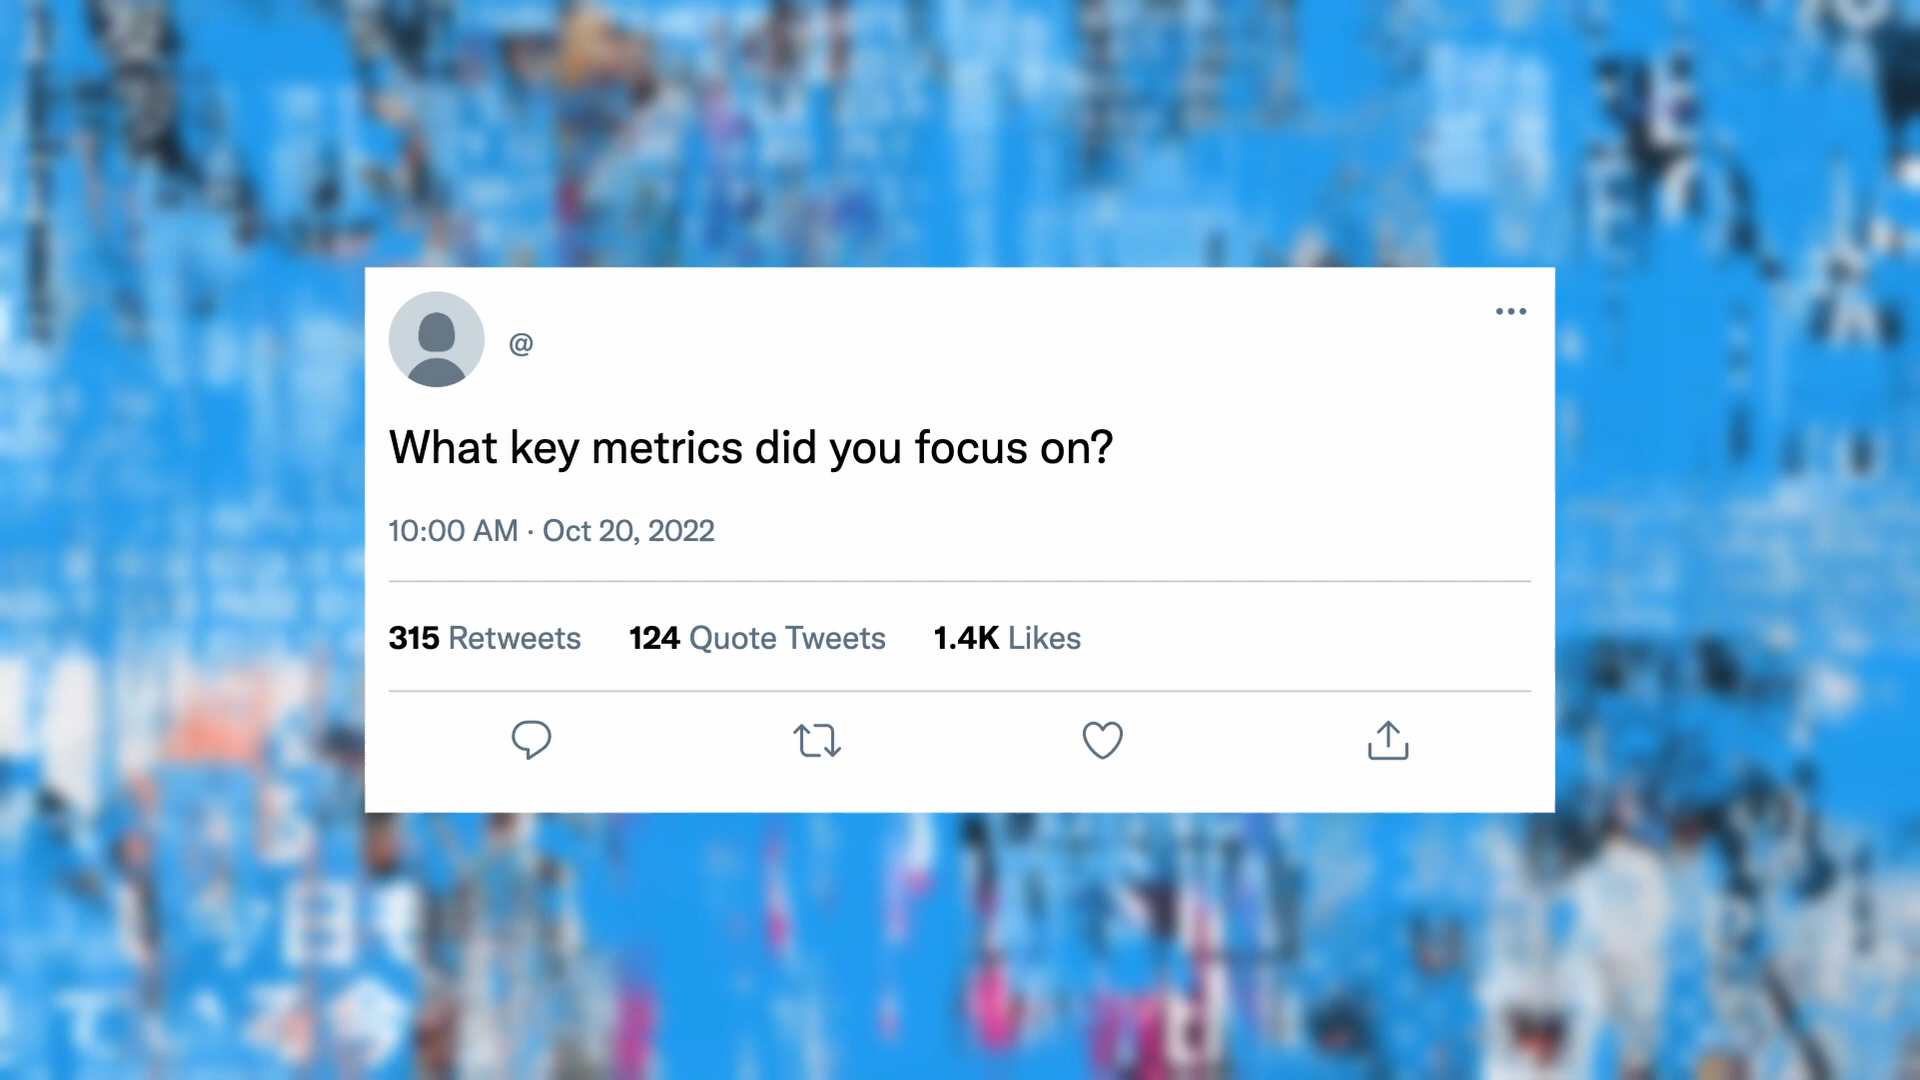 @
What key metrics did you focus on?
10:00 AM · Oct 20, 2022
315 Retweets 124 Quote Tweets 1.4K Likes